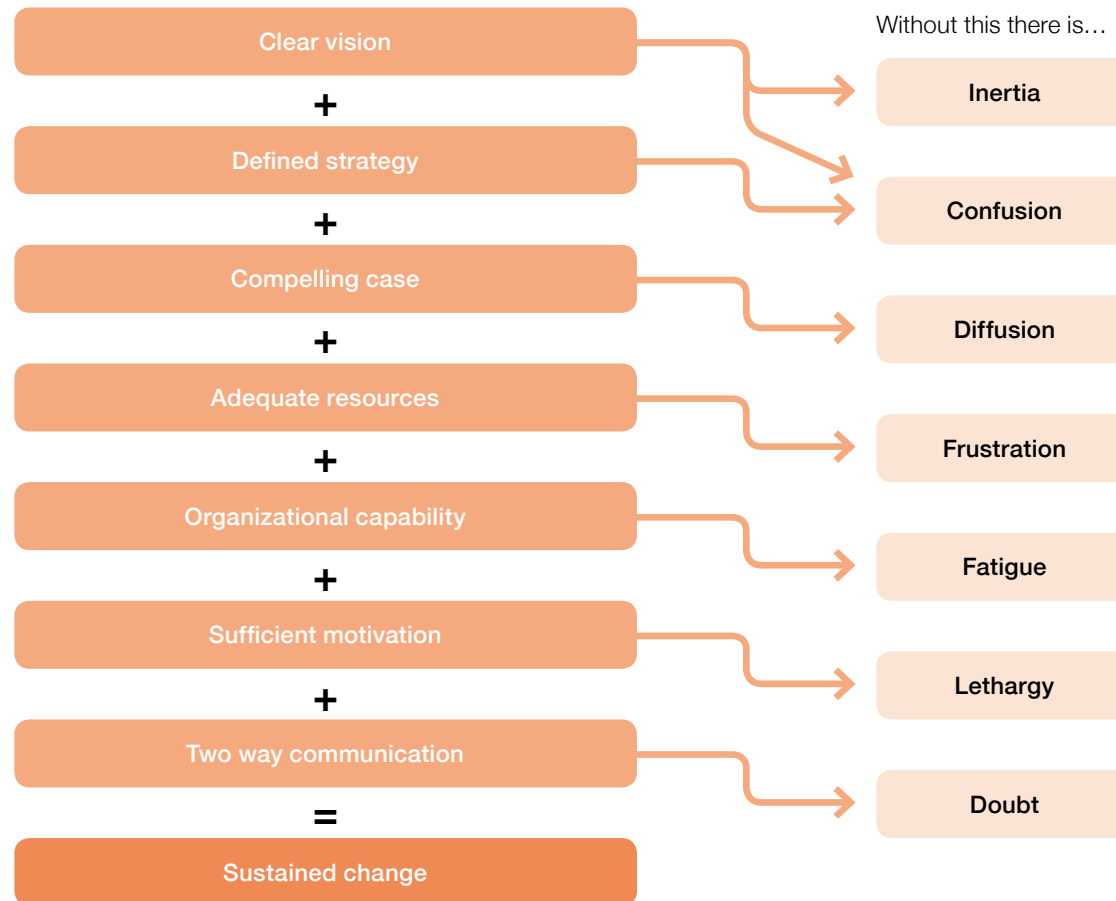 Without this there is…
Clear vision
Inertia
+
Defined strategy
Confusion
+
Compelling case
Diffusion
+
Adequate resources
Frustration
+
Organizational capability
Fatigue
+
Sufficient motivation
Lethargy
+
Two way communication
Doubt
=
Sustained change